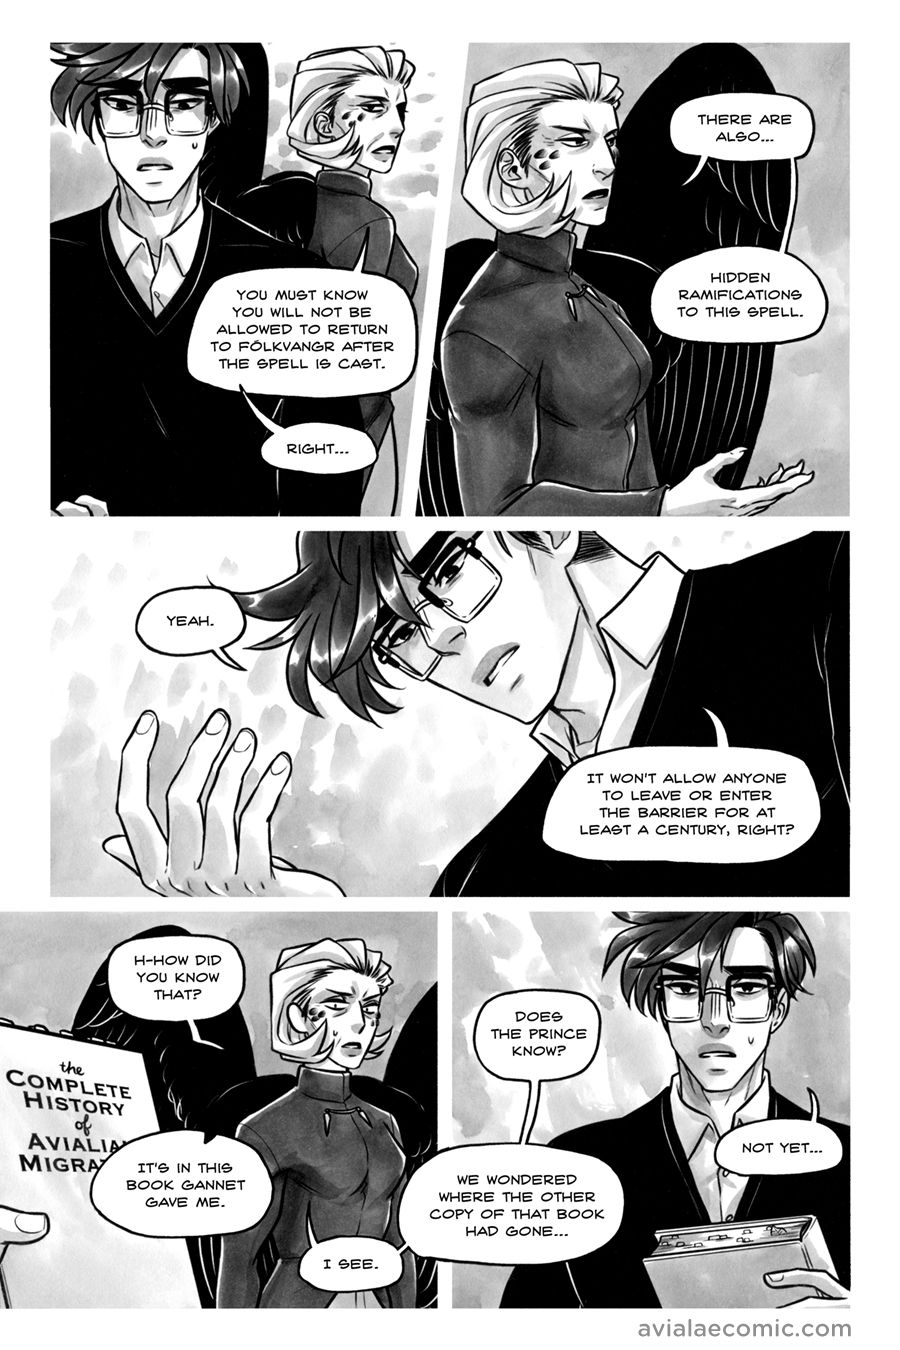 YOU MUST KNOW
YOU WILL NOT BE
ALLOWED TO RETURN
TO FÓLKVANGR AFTER
THE SPELL IS CAST.
RIGHT...
THERE ARE
ALSO...
HIDDEN
RAMIFICATIONS
TO THIS SPELL.
YEAH.
IT WON'T ALLOW ANYONE
TO LEAVE OR ENTER
THE BARRIER FOR AT
LEAST A CENTURY, RIGHT?
H-HOW DID
YOU KNOW
THAT?
the
COMPLETE
HISTORY
of
AVIALIAN
MIGRAT
IT'S IN THIS
BOOK GANNET
GAVE ME.
I SEE.
WE WONDERED
WHERE THE OTHER
COPY OF THAT BOOK
HAD GONE...
DOES
THE PRINCE
KNOW?
NOT YET...
avialaecomic.com